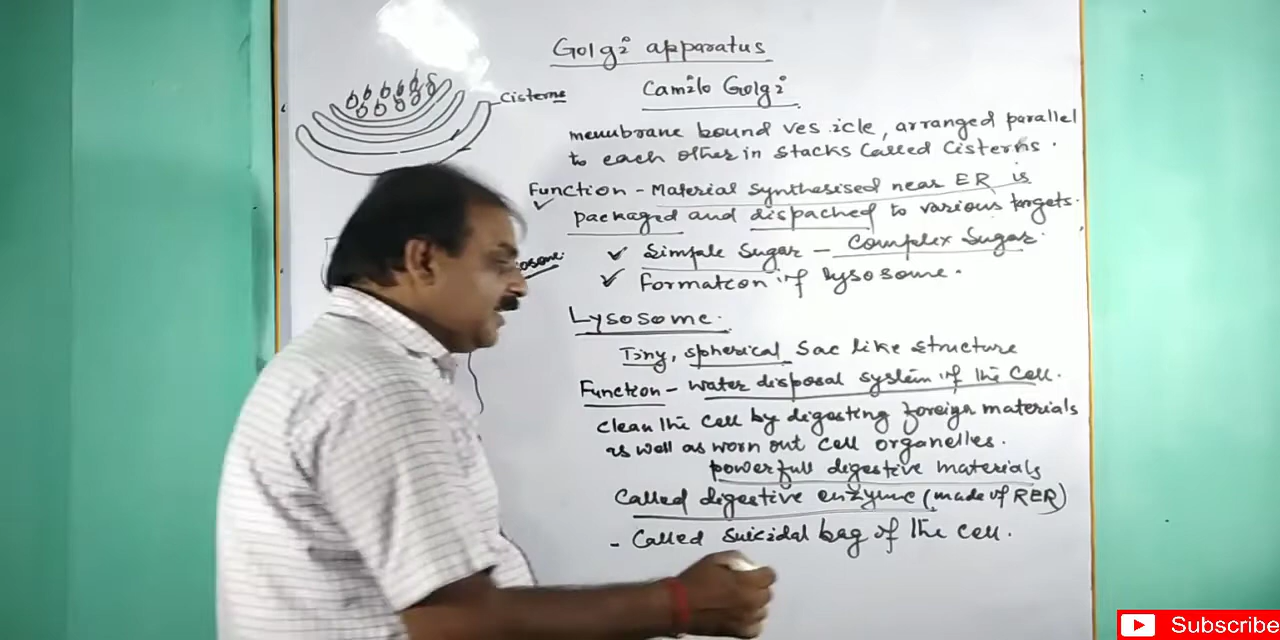 Golgi apparatus
Camilo Golgi
Cisterns
membrane bound vesicle, arranged parallel
to each other in stacks called Cisterns.
Function - Material synthesised near ER is
packaged and dispached to various targets.
✓ Simple Sugar - Complex Sugar.
✓ Formation of lysosome.
Lysosome.
Tiny, spherical sac like structure
Function - water disposal system of the cell.
clean the cell by digesting foreign materials
as well as worn out cell organelles.
powerfull digestive materials
Called digestive enzyme (made of RER)
- Called suicidal bag of the cell.
Subscribe